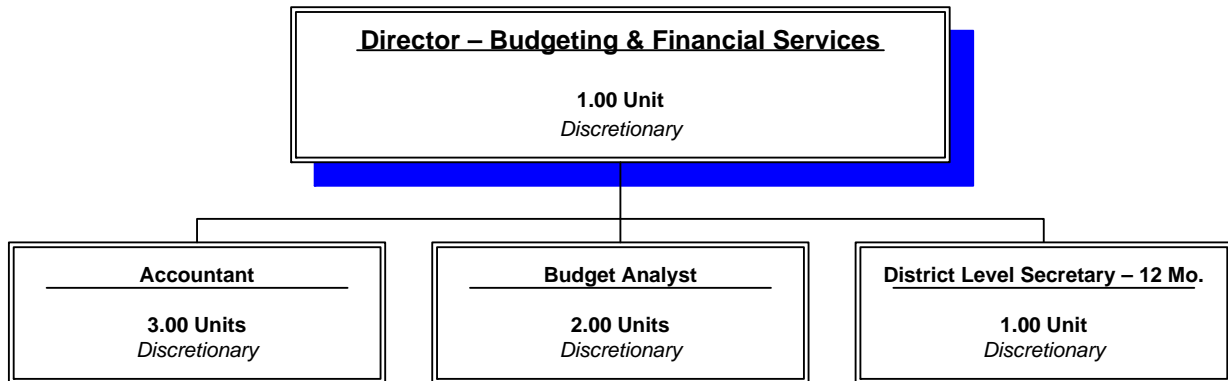 Director – Budgeting & Financial Services
1.00 Unit
Discretionary
Accountant
3.00 Units
Discretionary
Budget Analyst
2.00 Units
Discretionary
District Level Secretary – 12 Mo.
1.00 Unit
Discretionary